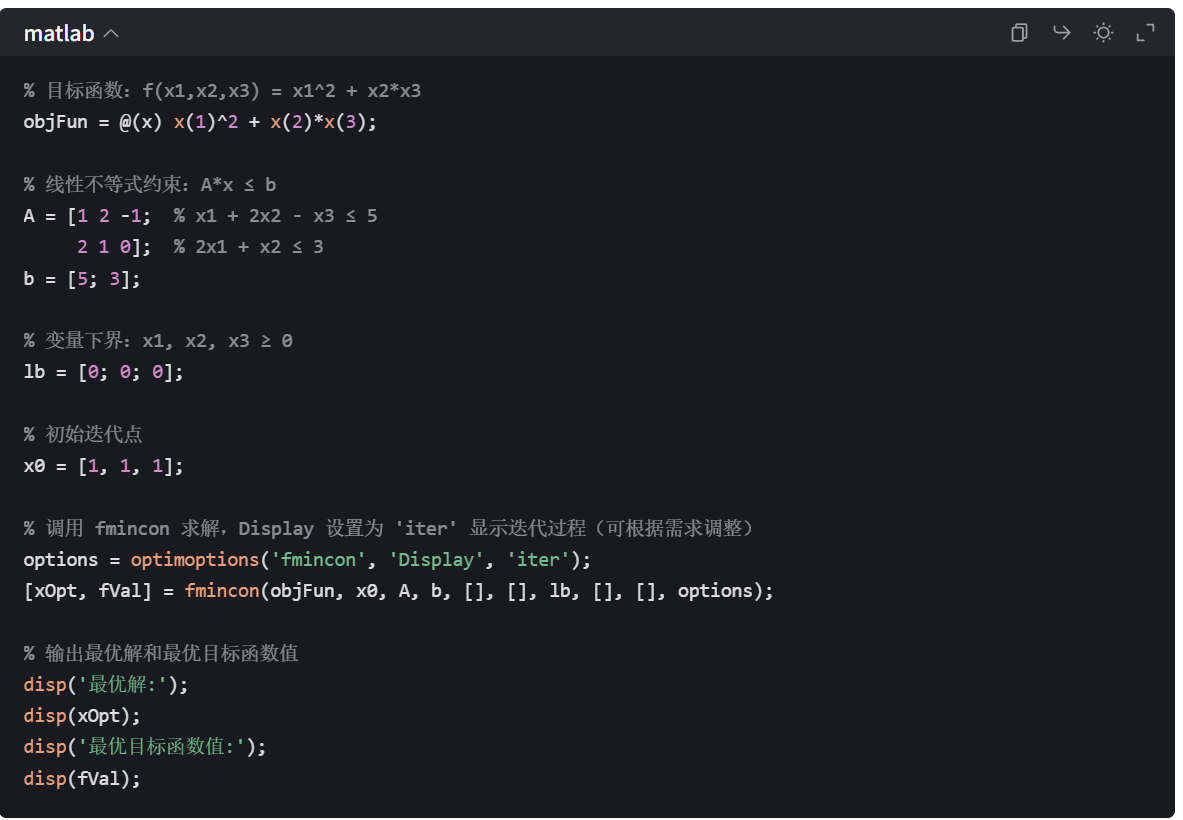 matlab
% 目标函数：f(x1,x2,x3) = x1^2 + x2*x3
objFun = @(x) x(1)^2 + x(2)*x(3);
% 线性不等式约束：A*x ≤ b
A = [1 2 -1;  % x1 + 2x2 - x3 ≤ 5
     2 1 0];  % 2x1 + x2 ≤ 3
b = [5; 3];
% 变量下界：x1, x2, x3 ≥ 0
lb = [0; 0; 0];
% 初始迭代点
x0 = [1, 1, 1];
% 调用 fmincon 求解，Display 设置为 'iter' 显示迭代过程（可根据需求调整）
options = optimoptions('fmincon', 'Display', 'iter');
[xOpt, fVal] = fmincon(objFun, x0, A, b, [], [], lb, [], [], options);
% 输出最优解和最优目标函数值
disp('最优解:');
disp(xOpt);
disp('最优目标函数值:');
disp(fVal);